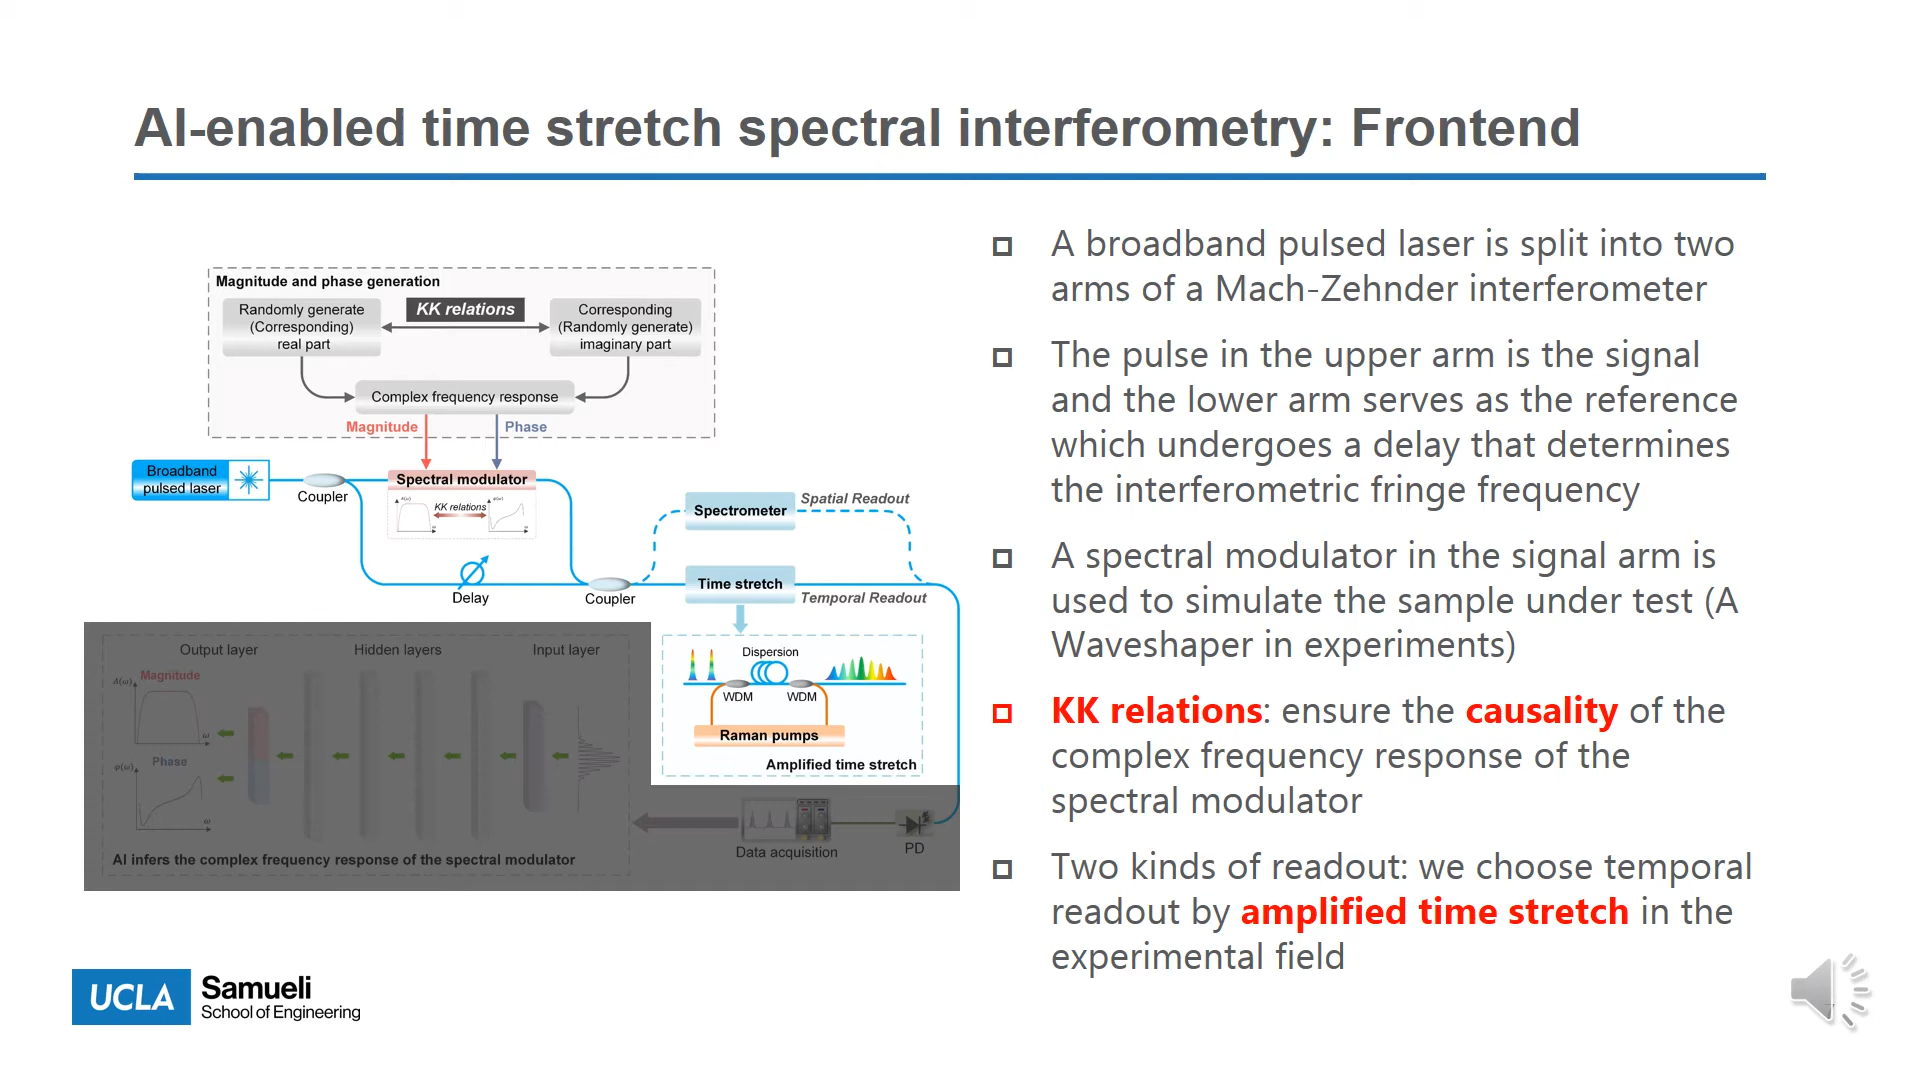 AI-enabled time stretch spectral interferometry: Frontend
Magnitude and phase generation
Randomly generate
(Corresponding)
real part
KK relations
Corresponding
(Randomly generate)
imaginary part
Complex frequency response
Magnitude
Phase
Broadband
pulsed laser
Coupler
Spectral modulator
A(ω)
KK relations
φ(ω)
ω
ω
Delay
Coupler
Spectrometer
Spatial Readout
Time stretch
Temporal Readout
Dispersion
WDM
WDM
Raman pumps
Amplified time stretch
Output layer
Hidden layers
Input layer
Magnitude
A(ω)
ω
Phase
φ(ω)
ω
AI infers the complex frequency response of the spectral modulator
Data acquisition
PD
A broadband pulsed laser is split into two
arms of a Mach-Zehnder interferometer
The pulse in the upper arm is the signal
and the lower arm serves as the reference
which undergoes a delay that determines
the interferometric fringe frequency
A spectral modulator in the signal arm is
used to simulate the sample under test (A
Waveshaper in experiments)
KK relations: ensure the causality of the
complex frequency response of the
spectral modulator
Two kinds of readout: we choose temporal
readout by amplified time stretch in the
experimental field
UCLA
Samueli
School of Engineering